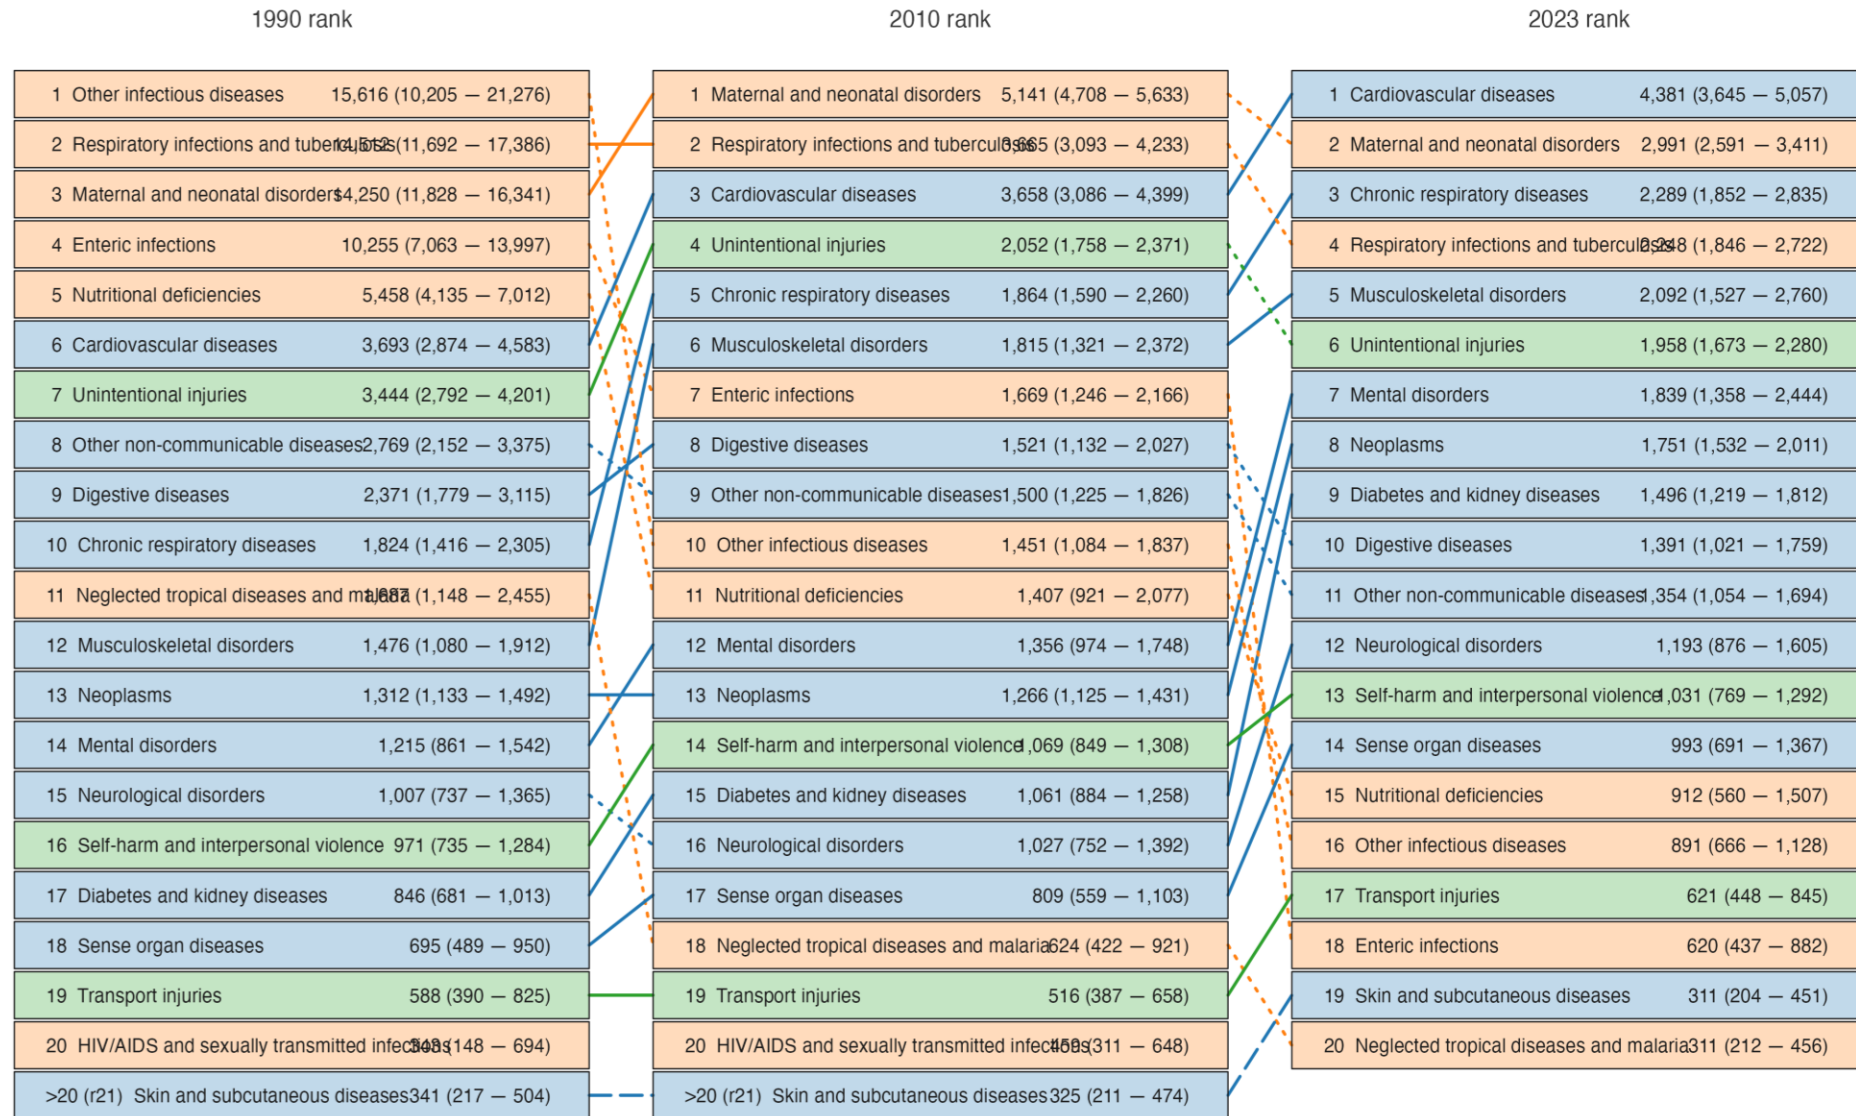 1990 rank
2010 rank
2023 rank
1 Other infectious diseases 15,616 (10,205 — 21,276)
2 Respiratory infections and tuberculosis (11,692 — 17,386)
3 Maternal and neonatal disorders 14,250 (11,828 — 16,341)
4 Enteric infections 10,255 (7,063 — 13,997)
5 Nutritional deficiencies 5,458 (4,135 — 7,012)
6 Cardiovascular diseases 3,693 (2,874 — 4,583)
7 Unintentional injuries 3,444 (2,792 — 4,201)
8 Other non-communicable diseases 2,769 (2,152 — 3,375)
9 Digestive diseases 2,371 (1,779 — 3,115)
10 Chronic respiratory diseases 1,824 (1,416 — 2,305)
11 Neglected tropical diseases and malaria (1,148 — 2,455)
12 Musculoskeletal disorders 1,476 (1,080 — 1,912)
13 Neoplasms 1,312 (1,133 — 1,492)
14 Mental disorders 1,215 (861 — 1,542)
15 Neurological disorders 1,007 (737 — 1,365)
16 Self-harm and interpersonal violence 971 (735 — 1,284)
17 Diabetes and kidney diseases 846 (681 — 1,013)
18 Sense organ diseases 695 (489 — 950)
19 Transport injuries 588 (390 — 825)
20 HIV/AIDS and sexually transmitted infections (148 — 694)
>20 (r21) Skin and subcutaneous diseases 341 (217 — 504)
1 Maternal and neonatal disorders 5,141 (4,708 — 5,633)
2 Respiratory infections and tuberculosis 3,665 (3,093 — 4,233)
3 Cardiovascular diseases 3,658 (3,086 — 4,399)
4 Unintentional injuries 2,052 (1,758 — 2,371)
5 Chronic respiratory diseases 1,864 (1,590 — 2,260)
6 Musculoskeletal disorders 1,815 (1,321 — 2,372)
7 Enteric infections 1,669 (1,246 — 2,166)
8 Digestive diseases 1,521 (1,132 — 2,027)
9 Other non-communicable diseases 1,500 (1,225 — 1,826)
10 Other infectious diseases 1,451 (1,084 — 1,837)
11 Nutritional deficiencies 1,407 (921 — 2,077)
12 Mental disorders 1,356 (974 — 1,748)
13 Neoplasms 1,266 (1,125 — 1,431)
14 Self-harm and interpersonal violence 1,069 (849 — 1,308)
15 Diabetes and kidney diseases 1,061 (884 — 1,258)
16 Neurological disorders 1,027 (752 — 1,392)
17 Sense organ diseases 809 (559 — 1,103)
18 Neglected tropical diseases and malaria 624 (422 — 921)
19 Transport injuries 516 (387 — 658)
20 HIV/AIDS and sexually transmitted infections (311 — 648)
>20 (r21) Skin and subcutaneous diseases 325 (211 — 474)
1 Cardiovascular diseases 4,381 (3,645 — 5,057)
2 Maternal and neonatal disorders 2,991 (2,591 — 3,411)
3 Chronic respiratory diseases 2,289 (1,852 — 2,835)
4 Respiratory infections and tuberculosis 2,248 (1,846 — 2,722)
5 Musculoskeletal disorders 2,092 (1,527 — 2,760)
6 Unintentional injuries 1,958 (1,673 — 2,280)
7 Mental disorders 1,839 (1,358 — 2,444)
8 Neoplasms 1,751 (1,532 — 2,011)
9 Diabetes and kidney diseases 1,496 (1,219 — 1,812)
10 Digestive diseases 1,391 (1,021 — 1,759)
11 Other non-communicable diseases 1,354 (1,054 — 1,694)
12 Neurological disorders 1,193 (876 — 1,605)
13 Self-harm and interpersonal violence 1,031 (769 — 1,292)
14 Sense organ diseases 993 (691 — 1,367)
15 Nutritional deficiencies 912 (560 — 1,507)
16 Other infectious diseases 891 (666 — 1,128)
17 Transport injuries 621 (448 — 845)
18 Enteric infections 620 (437 — 882)
19 Skin and subcutaneous diseases 311 (204 — 451)
20 Neglected tropical diseases and malaria 311 (212 — 456)